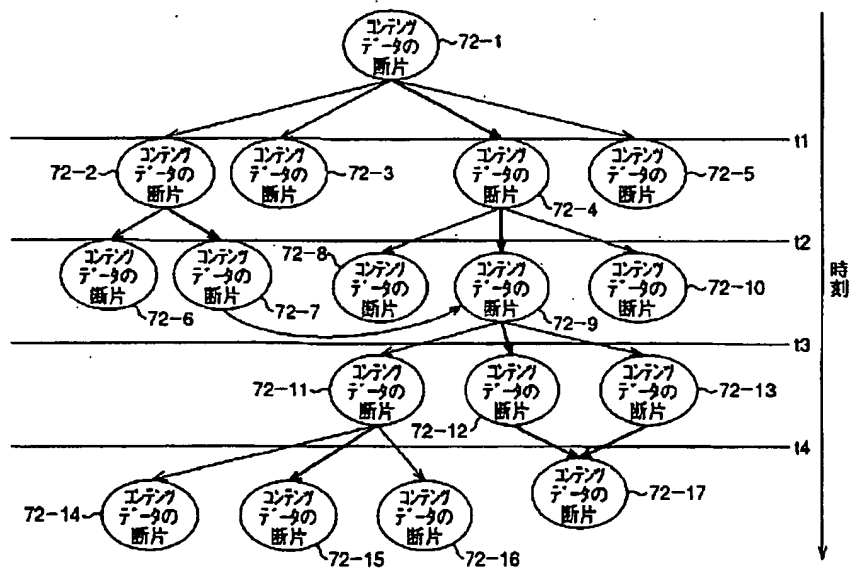 コンテンツ
データの
断片
72-1
t1
コンテンツ
データの
断片
72-2
コンテンツ
データの
断片
72-3
コンテンツ
データの
断片
72-4
コンテンツ
データの
断片
72-5
t2
コンテンツ
データの
断片
72-6
コンテンツ
データの
断片
72-7
72-8
コンテンツ
データの
断片
コンテンツ
データの
断片
72-9
コンテンツ
データの
断片
72-10
時刻
t3
72-11
コンテンツ
データの
断片
コンテンツ
データの
断片
72-12
コンテンツ
データの
断片
72-13
t4
72-14
コンテンツ
データの
断片
コンテンツ
データの
断片
72-15
コンテンツ
データの
断片
72-16
コンテンツ
データの
断片
72-17